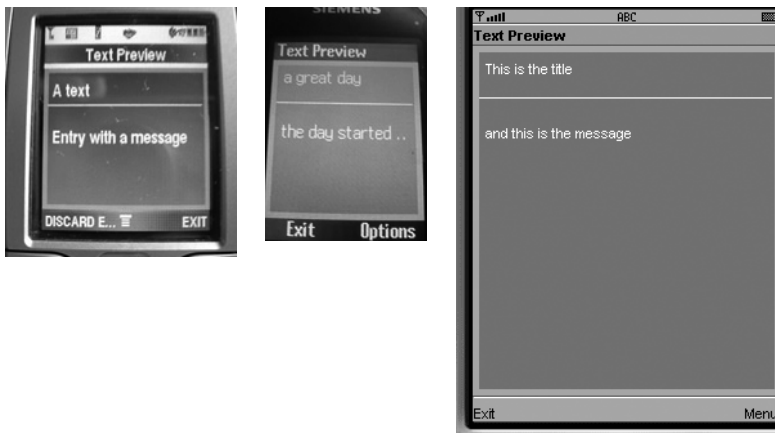 Text Preview
A text
Entry with a message
DISCARD E... EXIT
SIEMENS
Text Preview
a great day
the day started ..
Exit Options
ABC
Text Preview
This is the title
and this is the message
Exit Menu